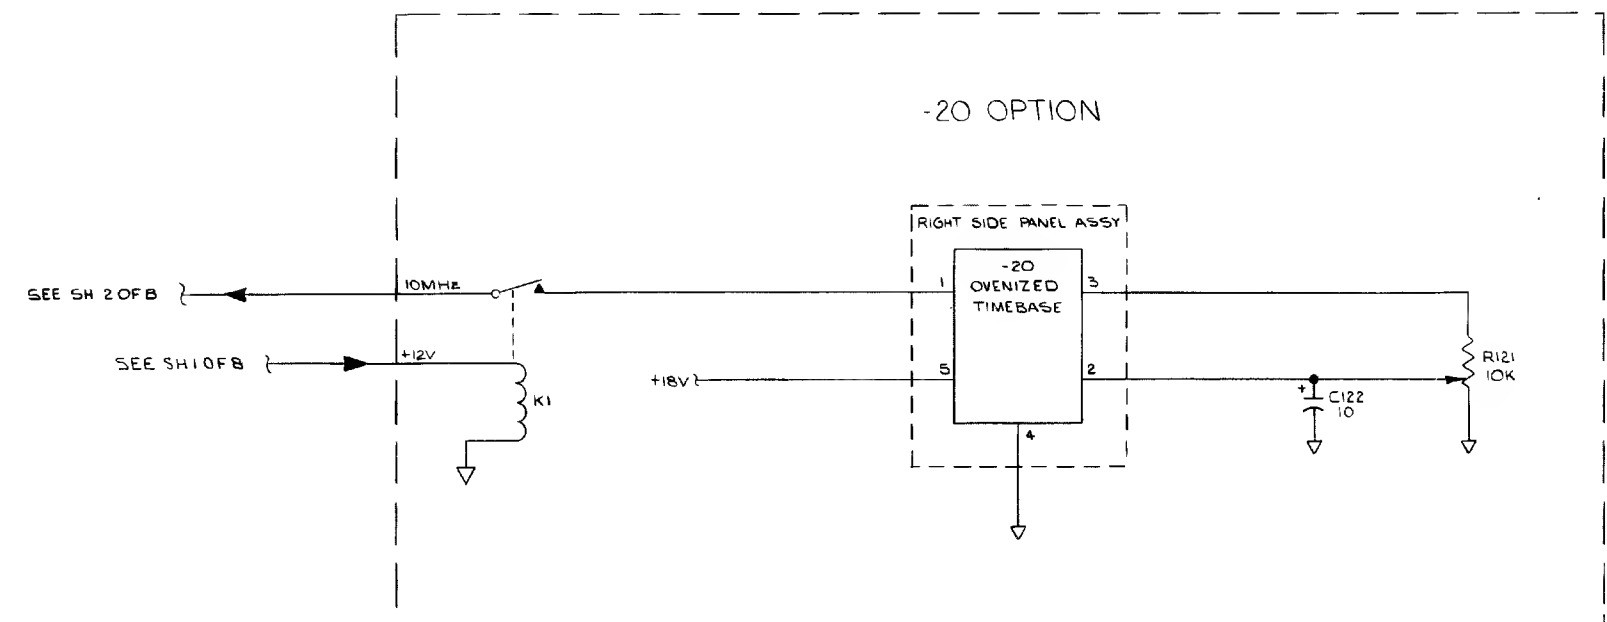 -20 OPTION
RIGHT SIDE PANEL ASSY
-20
OVENIZED
TIMEBASE
1
3
5
2
4
SEE SH 2 OF 8
10MHz
SEE SH 1 OF 8
+12V
K1
+18V
R121
10K
+
C122
10